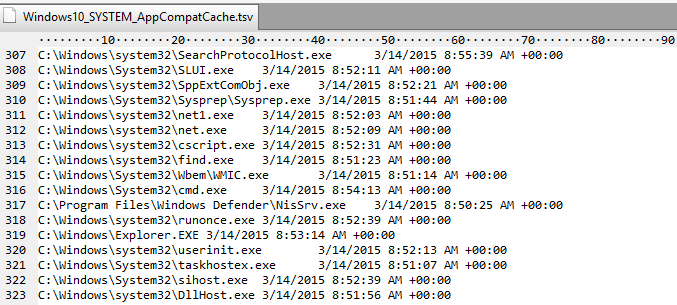 Windows10_SYSTEM_AppCompatCache.tsv
·········10········20········30········40········50········60········70········80········90
307 C:\Windows\system32\SearchProtocolHost.exe 3/14/2015 8:55:39 AM +00:00
308 C:\Windows\System32\SLUI.exe 3/14/2015 8:52:11 AM +00:00
309 C:\Windows\system32\SppExtComObj.exe 3/14/2015 8:52:21 AM +00:00
310 C:\Windows\System32\Sysprep\Sysprep.exe 3/14/2015 8:51:44 AM +00:00
311 C:\Windows\system32\net1.exe 3/14/2015 8:52:03 AM +00:00
312 C:\Windows\system32\net.exe 3/14/2015 8:52:09 AM +00:00
313 C:\Windows\system32\cscript.exe 3/14/2015 8:52:31 AM +00:00
314 C:\Windows\system32\find.exe 3/14/2015 8:51:23 AM +00:00
315 C:\Windows\System32\Wbem\WMIC.exe 3/14/2015 8:51:14 AM +00:00
316 C:\Windows\system32\cmd.exe 3/14/2015 8:54:13 AM +00:00
317 C:\Program Files\Windows Defender\NisSrv.exe 3/14/2015 8:50:25 AM +00:00
318 C:\Windows\system32\runonce.exe 3/14/2015 8:52:39 AM +00:00
319 C:\Windows\Explorer.EXE 3/14/2015 8:53:14 AM +00:00
320 C:\Windows\system32\userinit.exe 3/14/2015 8:52:13 AM +00:00
321 C:\Windows\system32\taskhostex.exe 3/14/2015 8:51:07 AM +00:00
322 C:\Windows\system32\sihost.exe 3/14/2015 8:52:39 AM +00:00
323 C:\Windows\system32\DllHost.exe 3/14/2015 8:51:56 AM +00:00